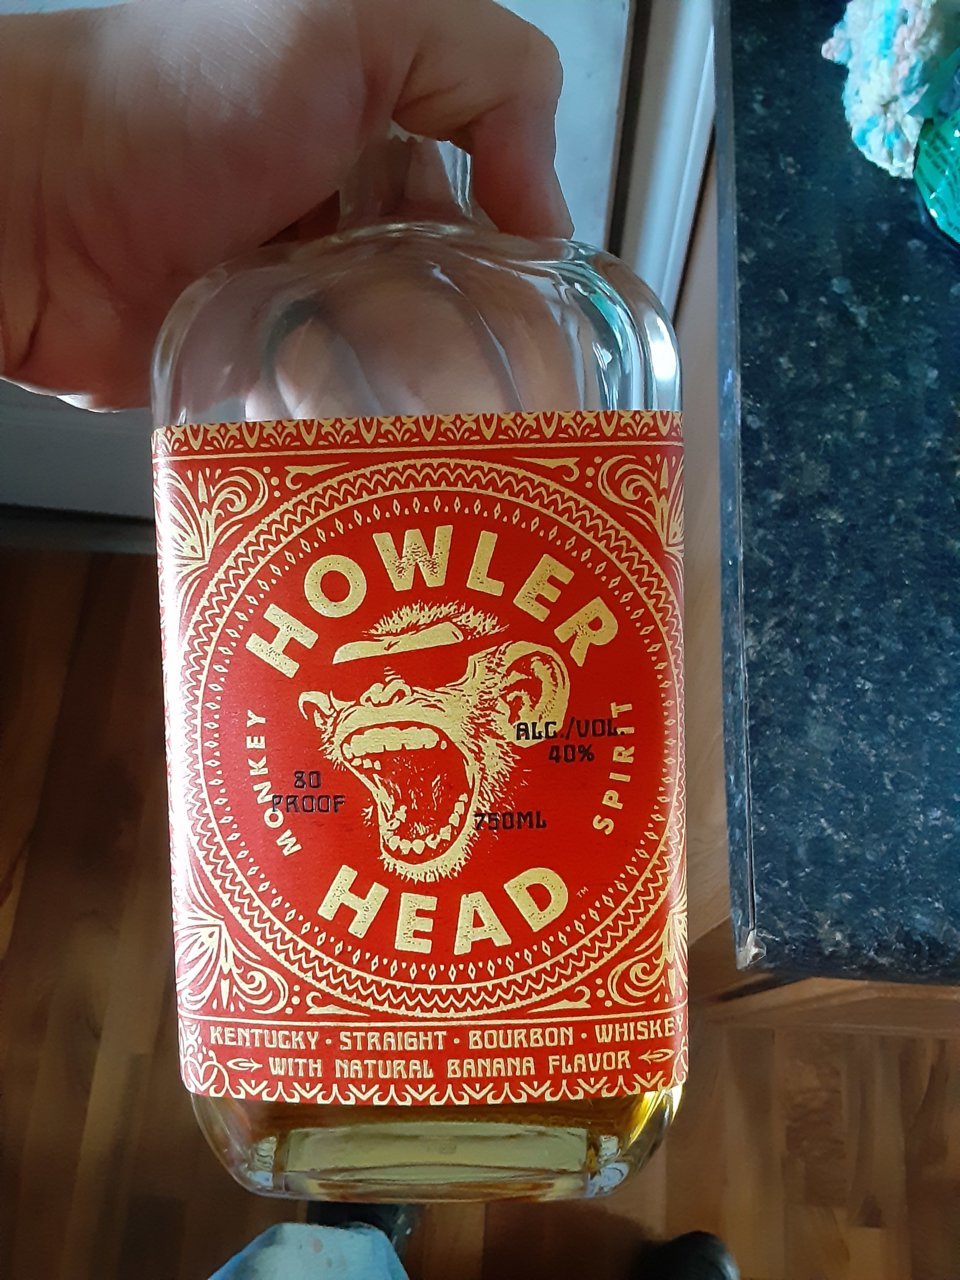 HOWLER
MONKEY
SPIRIT
ALC./VOL.
40%
80
PROOF
750ML
HEAD™
KENTUCKY · STRAIGHT · BOURBON · WHISKEY
WITH NATURAL BANANA FLAVOR